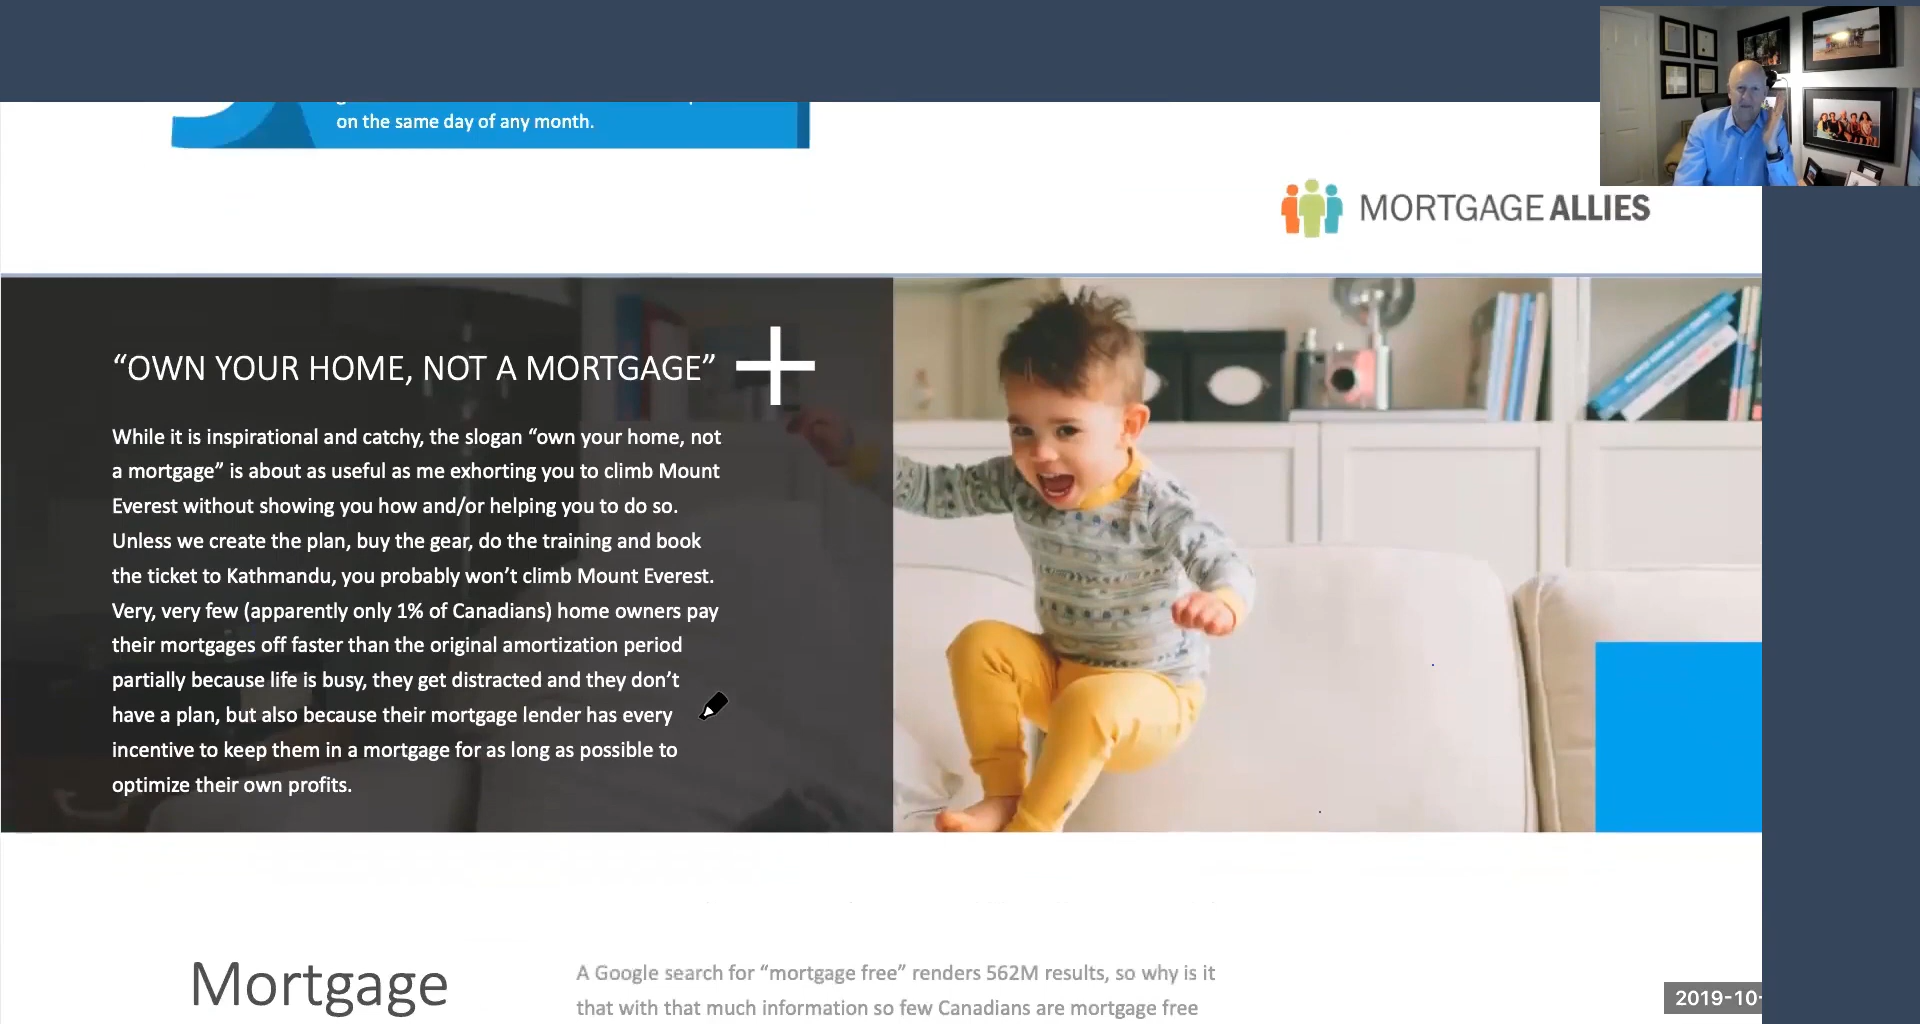 on the same day of any month.
MORTGAGE ALLIES
“OWN YOUR HOME, NOT A MORTGAGE”
While it is inspirational and catchy, the slogan “own your home, not
a mortgage” is about as useful as me exhorting you to climb Mount
Everest without showing you how and/or helping you to do so.
Unless we create the plan, buy the gear, do the training and book
the ticket to Kathmandu, you probably won’t climb Mount Everest.
Very, very few (apparently only 1% of Canadians) home owners pay
their mortgages off faster than the original amortization period
partially because life is busy, they get distracted and they don’t
have a plan, but also because their mortgage lender has every
incentive to keep them in a mortgage for as long as possible to
optimize their own profits.
Mortgage
A Google search for “mortgage free” renders 562M results, so why is it
that with that much information so few Canadians are mortgage free
2019-10-